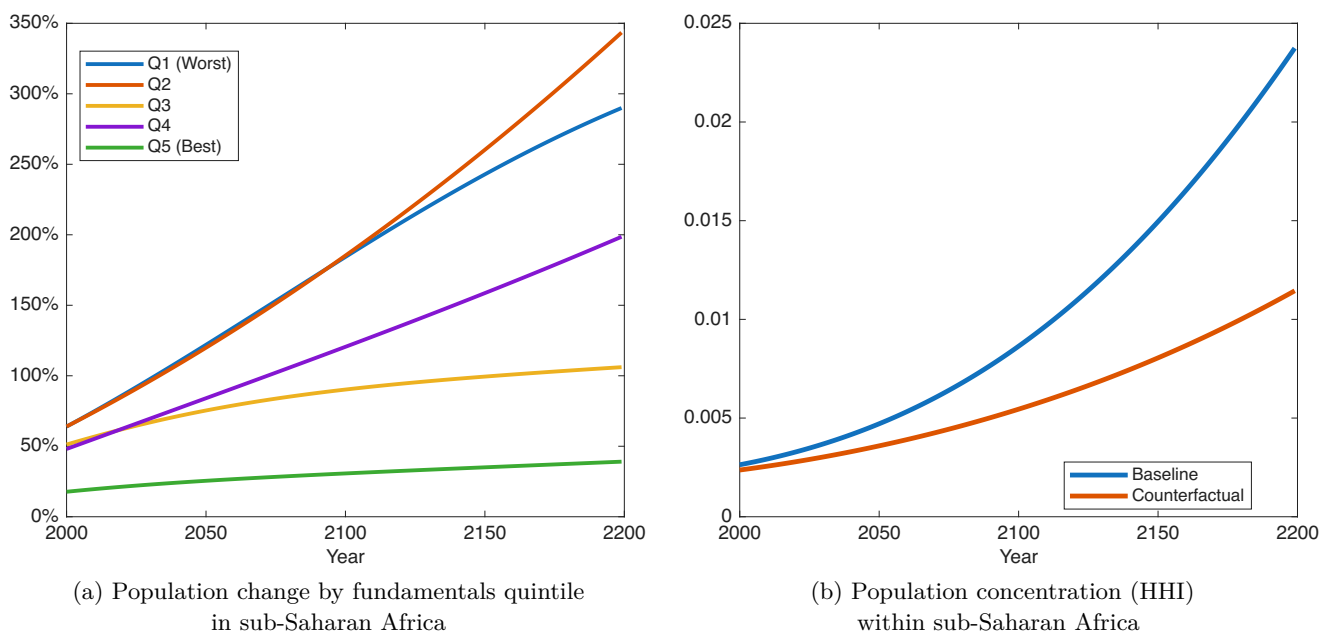 350%
300%
250%
200%
150%
100%
50%
0%
Q1 (Worst)
Q2
Q3
Q4
Q5 (Best)
2000 2050 2100 2150 2200
Year
(a) Population change by fundamentals quintile
in sub-Saharan Africa
0.025
0.02
0.015
0.01
0.005
0
Baseline
Counterfactual
2000 2050 2100 2150 2200
Year
(b) Population concentration (HHI)
within sub-Saharan Africa